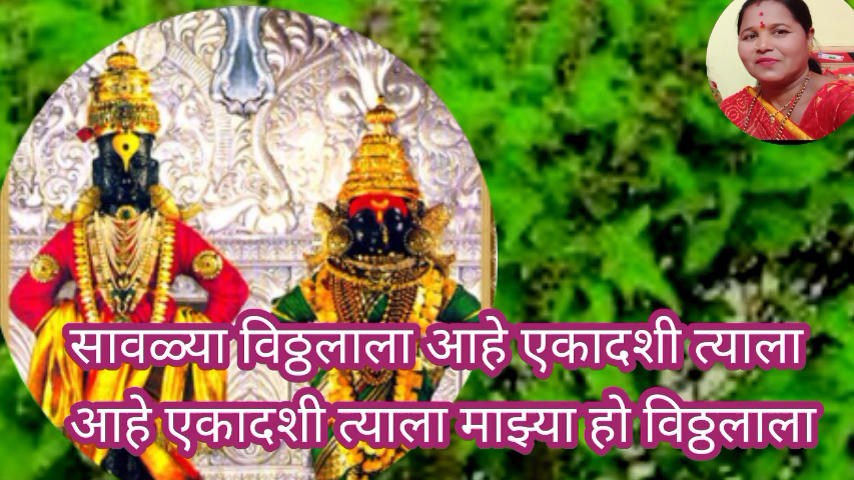 सावळ्या विठ्ठलाला आहे एकादशी त्याला
आहे एकादशी त्याला माझ्या हो विठ्ठलाला